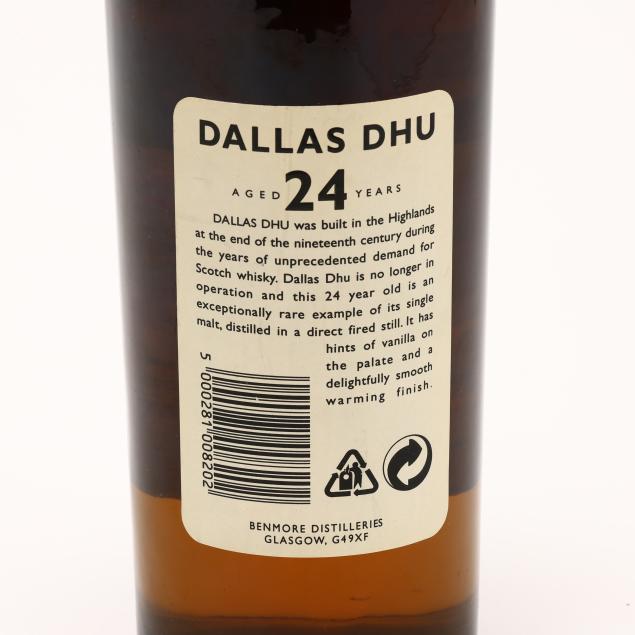 DALLAS DHU
AGED 24 YEARS
DALLAS DHU was built in the Highlands
at the end of the nineteenth century during
the years of unprecedented demand for
Scotch whisky. Dallas Dhu is no longer in
operation and this 24 year old is an
exceptionally rare example of its single
malt, distilled in a direct fired still. It has
hints of vanilla on
the palate and a
delightfully smooth
warming finish.
5 000281 008202
BENMORE DISTILLERIES
GLASGOW, G49XF